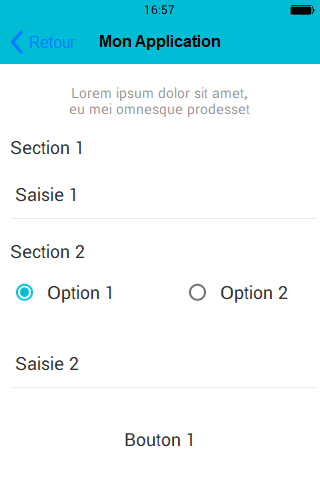 16:57
Retour Mon Application
Lorem ipsum dolor sit amet,
eu mei omnesque prodesset
Section 1
Saisie 1
Section 2
Option 1 Option 2
Saisie 2
Bouton 1